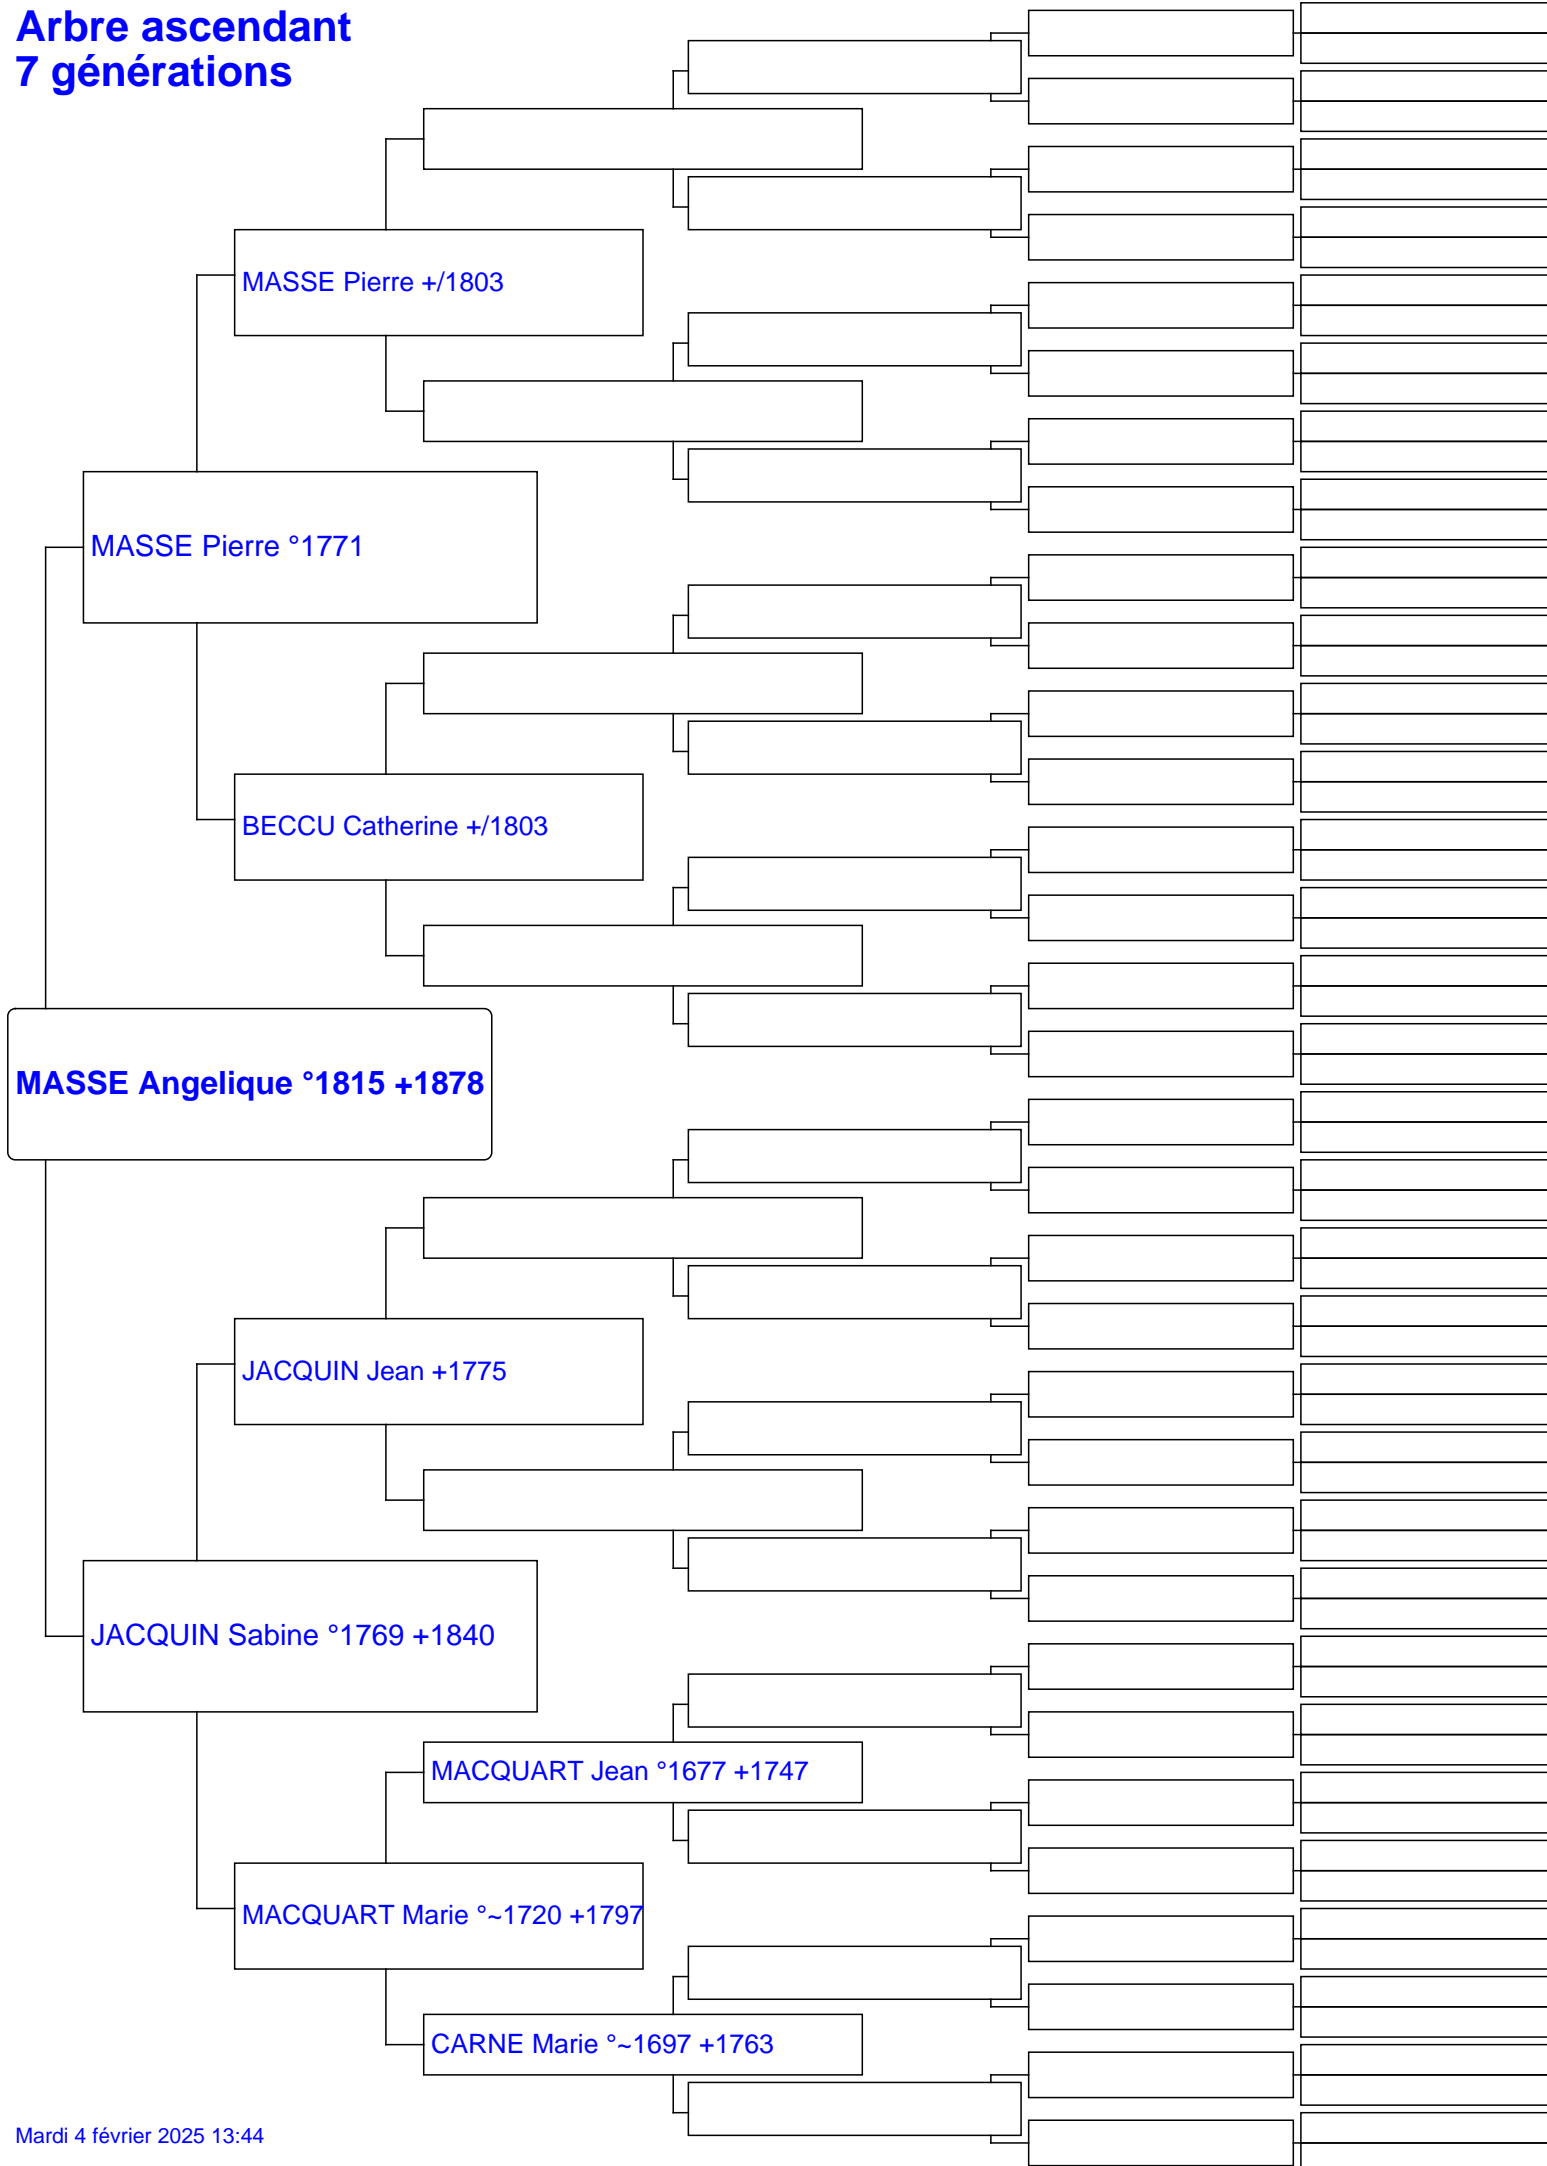 Arbre ascendant
7 générations
MASSE Pierre +/1803
MASSE Pierre °1771
BECCU Catherine +/1803
MASSE Angelique °1815 +1878
JACQUIN Jean +1775
JACQUIN Sabine °1769 +1840
MACQUART Jean °1677 +1747
MACQUART Marie °~1720 +1797
CARNE Marie °~1697 +1763
Mardi 4 février 2025 13:44